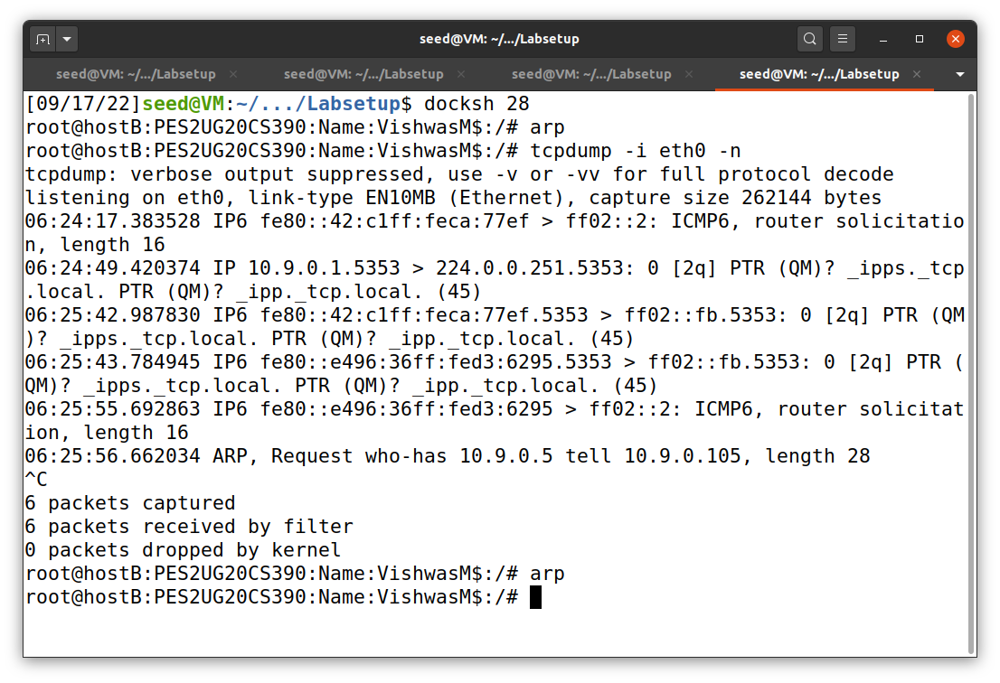 seed@VM: ~/.../Labsetup
seed@VM: ~/.../Labsetup
seed@VM: ~/.../Labsetup
seed@VM: ~/.../Labsetup
seed@VM: ~/.../Labsetup
[09/17/22]seed@VM:~/.../Labsetup$ docksh 28
root@hostB:PES2UG20CS390:Name:VishwasM$:/# arp
root@hostB:PES2UG20CS390:Name:VishwasM$:/# tcpdump -i eth0 -n
tcpdump: verbose output suppressed, use -v or -vv for full protocol decode
listening on eth0, link-type EN10MB (Ethernet), capture size 262144 bytes
06:24:17.383528 IP6 fe80::42:c1ff:feca:77ef > ff02::2: ICMP6, router solicitatio
n, length 16
06:24:49.420374 IP 10.9.0.1.5353 > 224.0.0.251.5353: 0 [2q] PTR (QM)? _ipps._tcp
.local. PTR (QM)? _ipp._tcp.local. (45)
06:25:42.987830 IP6 fe80::42:c1ff:feca:77ef.5353 > ff02::fb.5353: 0 [2q] PTR (QM
)? _ipps._tcp.local. PTR (QM)? _ipp._tcp.local. (45)
06:25:43.784945 IP6 fe80::e496:36ff:fed3:6295.5353 > ff02::fb.5353: 0 [2q] PTR (
QM)? _ipps._tcp.local. PTR (QM)? _ipp._tcp.local. (45)
06:25:55.692863 IP6 fe80::e496:36ff:fed3:6295 > ff02::2: ICMP6, router solicitat
ion, length 16
06:25:56.662034 ARP, Request who-has 10.9.0.5 tell 10.9.0.105, length 28
^C
6 packets captured
6 packets received by filter
0 packets dropped by kernel
root@hostB:PES2UG20CS390:Name:VishwasM$:/# arp
root@hostB:PES2UG20CS390:Name:VishwasM$:/#